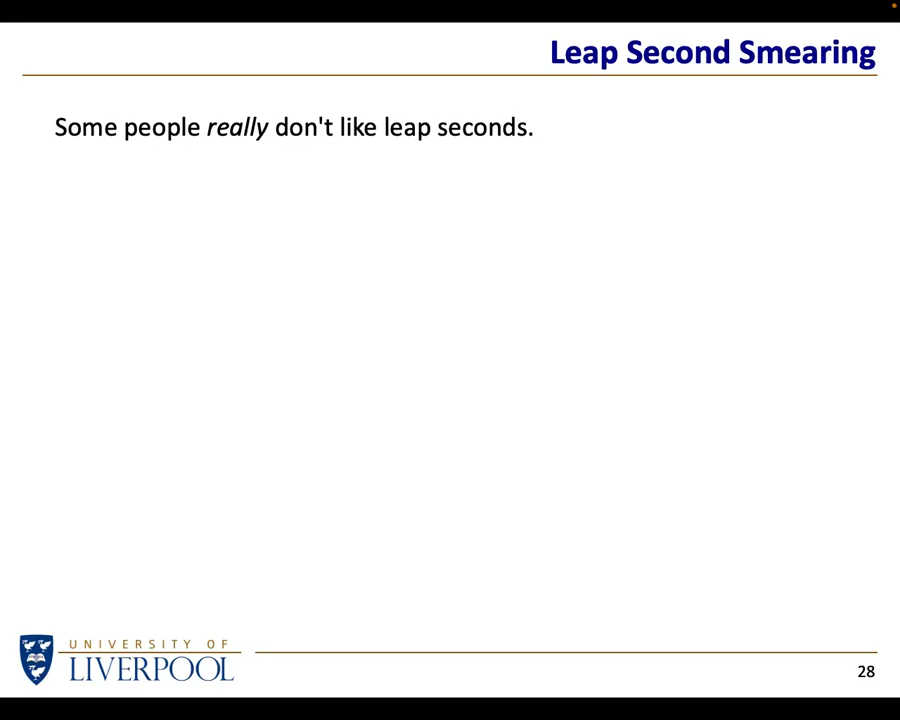 Leap Second Smearing
Some people really don't like leap seconds.
UNIVERSITY OF
LIVERPOOL
28